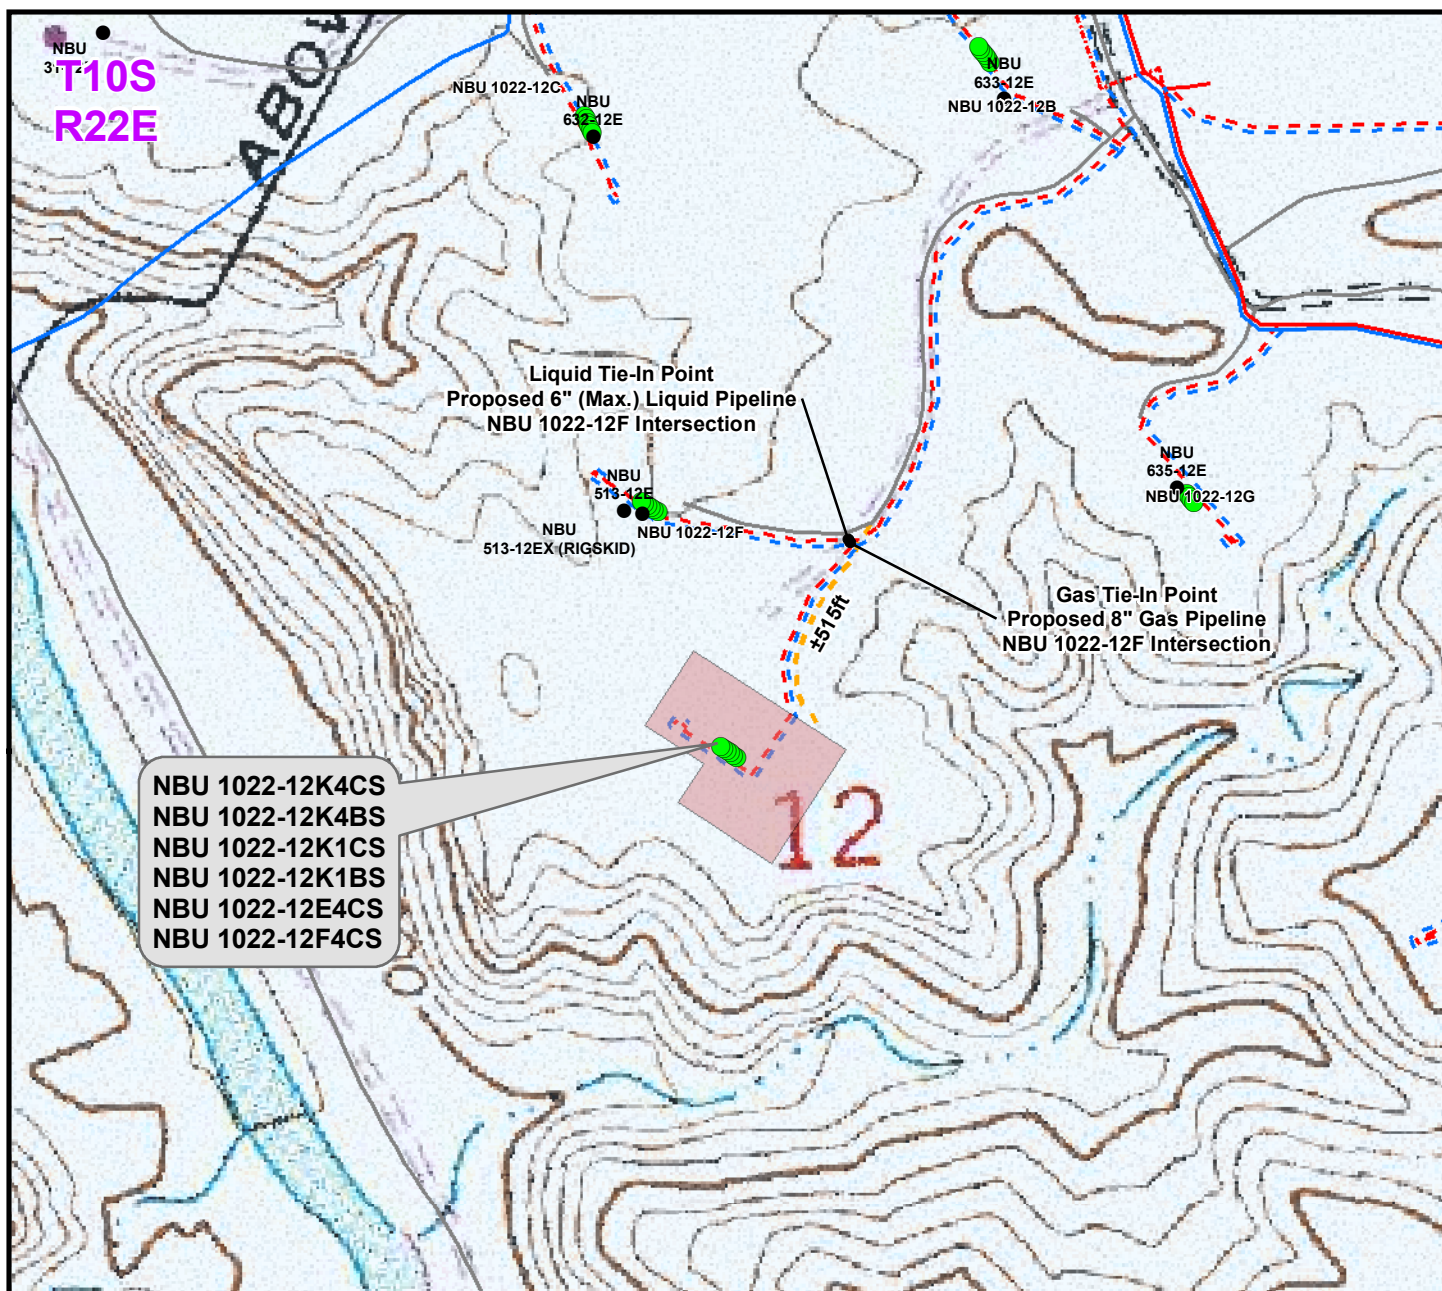 NBU
T10S
R22E
ABOV
NBU 1022-12C
NBU
632-12E
NBU
633-12E
NBU 1022-12B
Liquid Tie-In Point
Proposed 6" (Max.) Liquid Pipeline
NBU 1022-12F Intersection
NBU
513-12E
NBU 1022-12F
NBU
513-12EX (RIGSKID)
NBU
635-12E
NBU 1022-12G
Gas Tie-In Point
Proposed 8" Gas Pipeline
NBU 1022-12F Intersection
±515ft
12
NBU 1022-12K4CS
NBU 1022-12K4BS
NBU 1022-12K1CS
NBU 1022-12K1BS
NBU 1022-12E4CS
NBU 1022-12F4CS